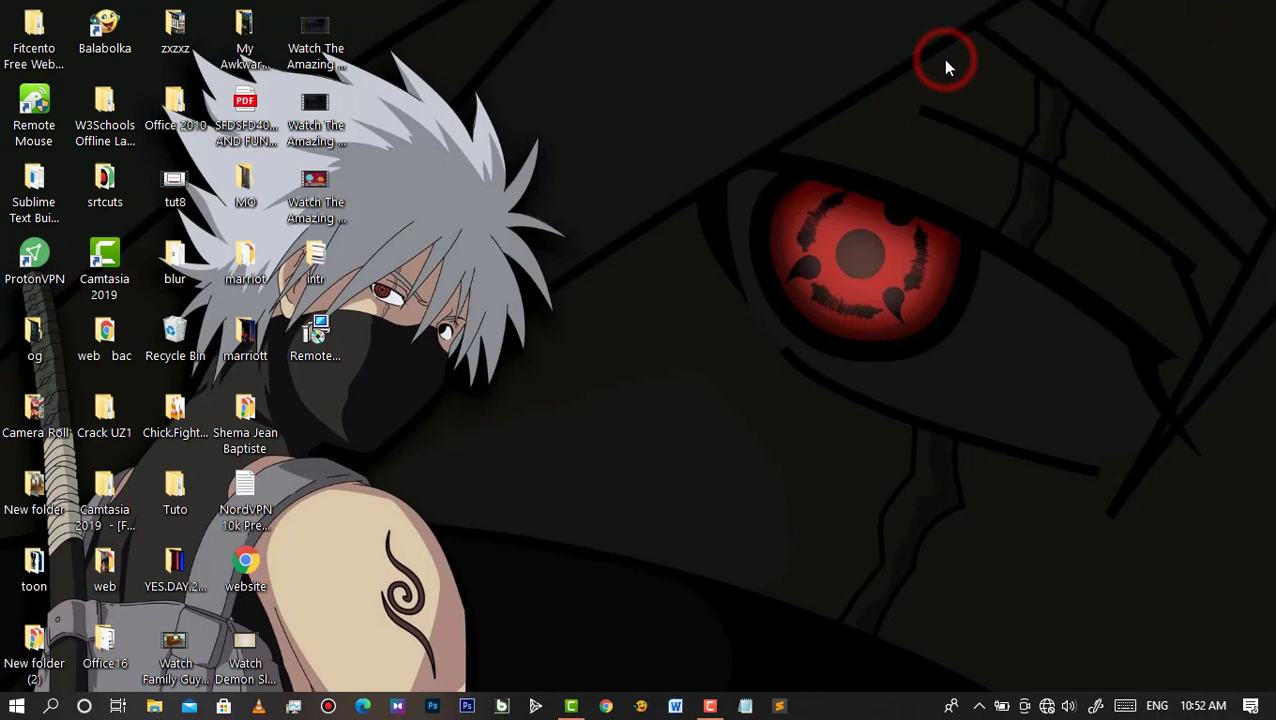 Fitcento
Free Web...
Balabolka
zxzxz
My
Awkwar...
Watch The
Amazing ...
Remote
Mouse
W3Schools
Offline La...
Office 2010
PDF
SFDSFD40...
AND FUN...
Watch The
Amazing ...
Sublime
Text Bui...
srtcuts
tut8
MO
Watch The
Amazing ...
ProtonVPN
Camtasia
2019
blur
marriot
intr
og
web bac
Recycle Bin
marriott
Remote...
Camera Roll
Crack UZ1
Chick.Fight...
Shema Jean
Baptiste
New folder
Camtasia
2019 - [F...
Tuto
NordVPN
10k Pre...
toon
web
YES.DAY.2...
website
New folder
(2)
Office16
Watch
Family Guy...
Watch
Demon Sl...
Ps
Ps
b
C
C
W
ENG
10:52 AM